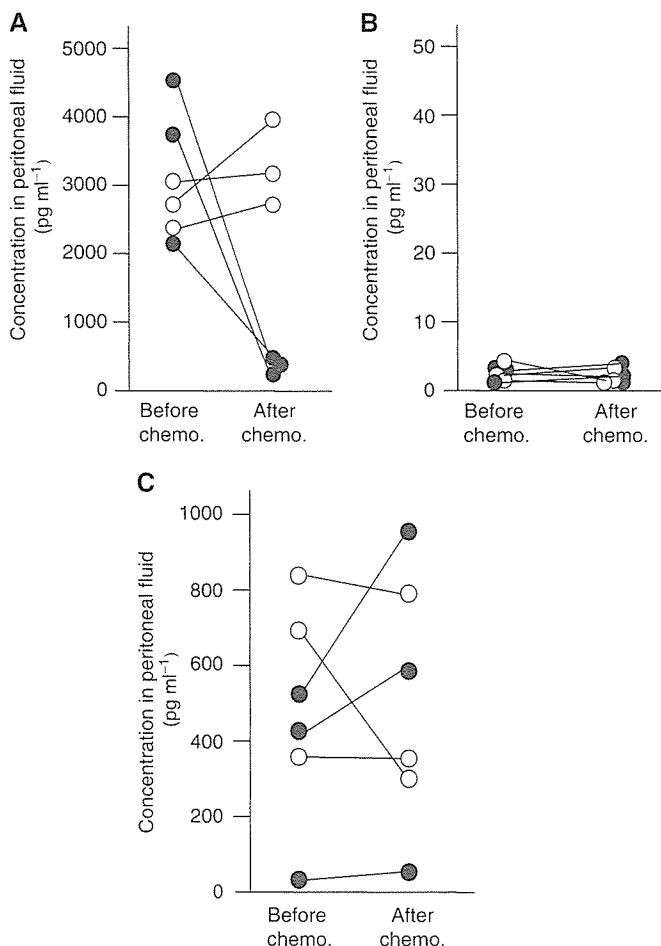 A
Concentration in peritoneal fluid
(pg ml⁻¹)
5000
4000
3000
2000
1000
0
Before
chemo.
After
chemo.
B
Concentration in peritoneal fluid
(pg ml⁻¹)
50
40
30
20
10
0
Before
chemo.
After
chemo.
C
Concentration in peritoneal fluid
(pg ml⁻¹)
1000
800
600
400
200
0
Before
chemo.
After
chemo.